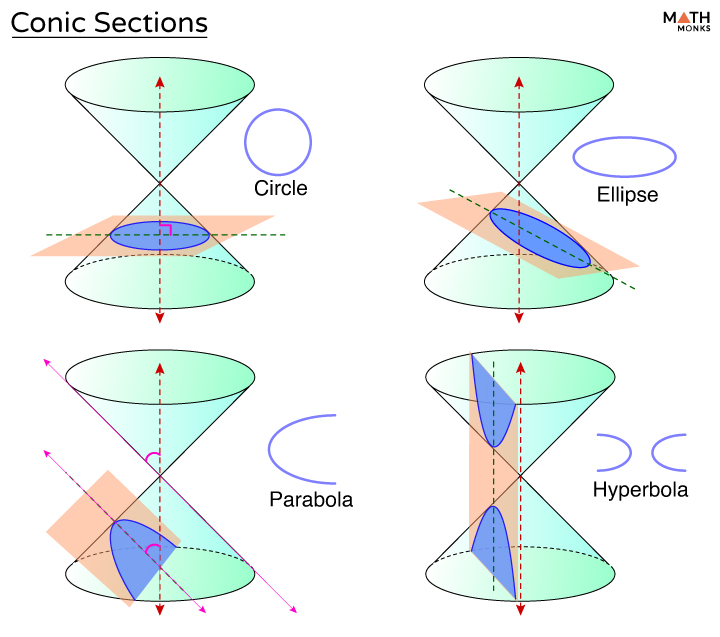 Conic Sections
MATH
MONKS
Circle
Ellipse
Parabola
Hyperbola